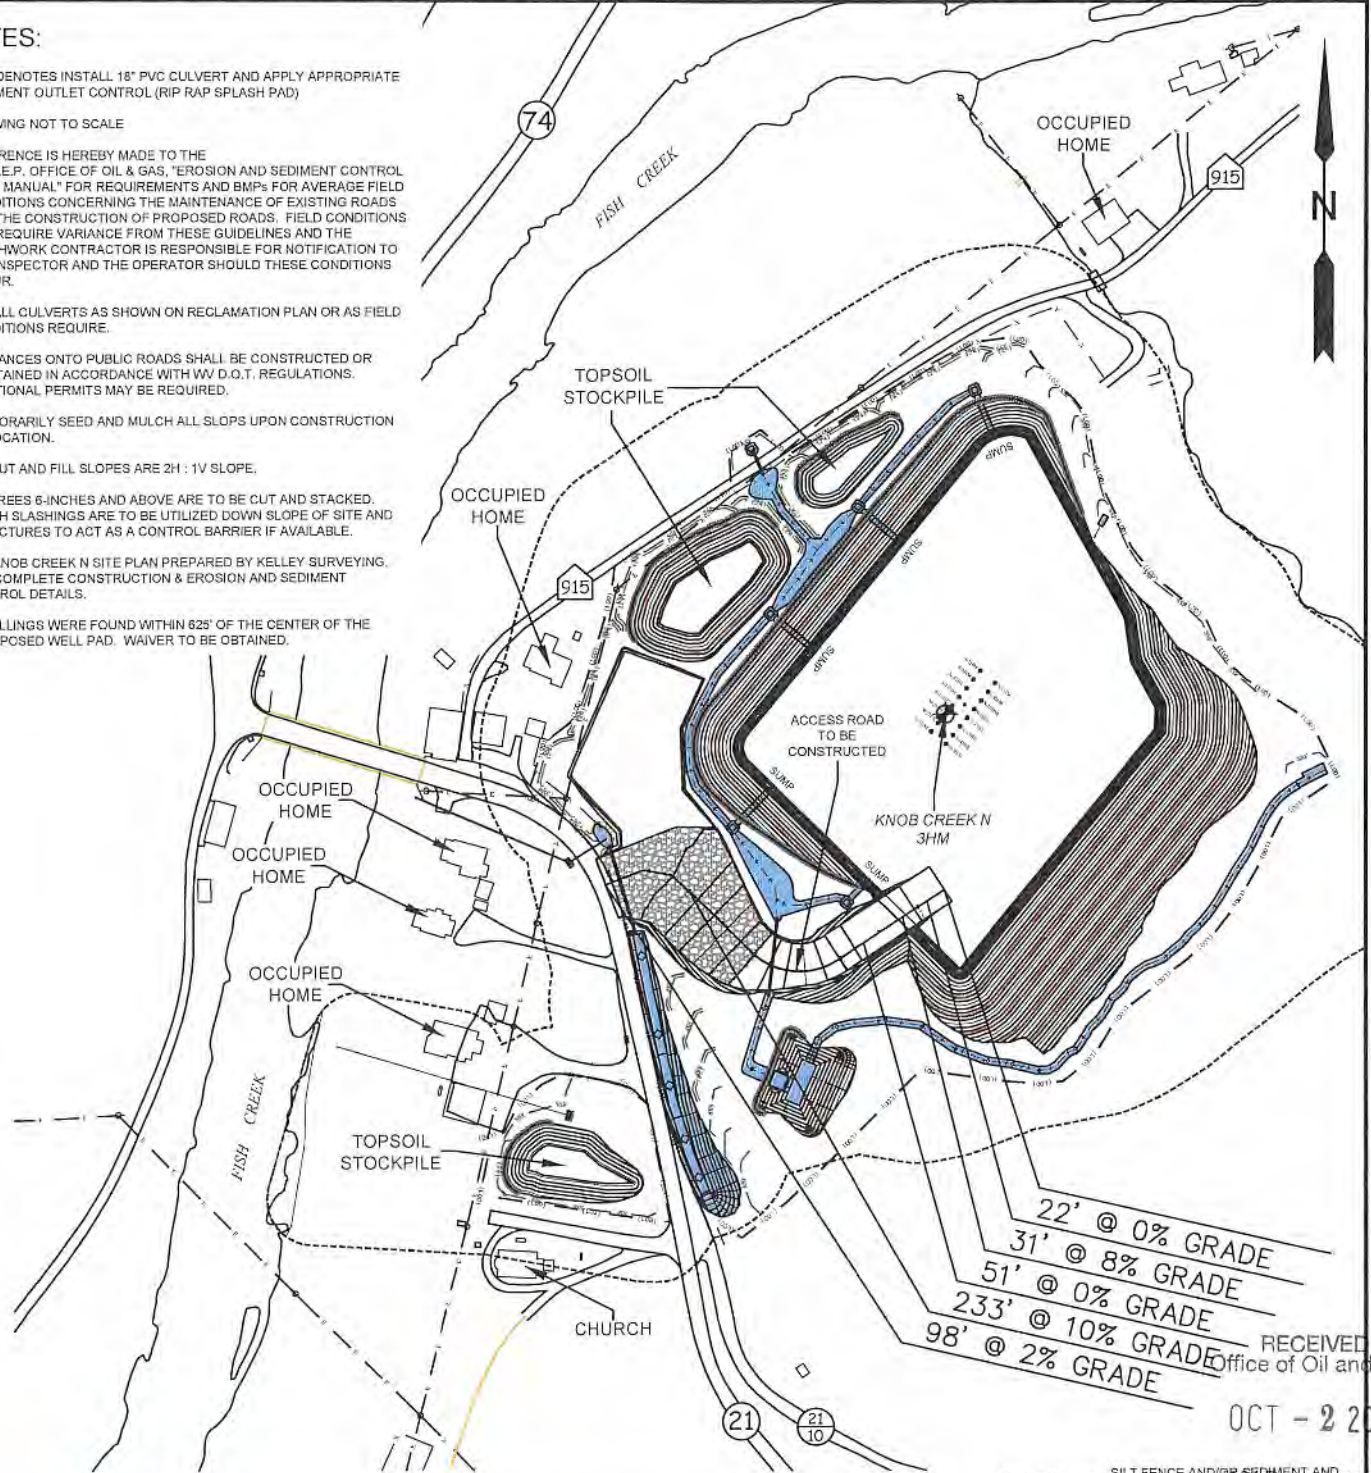 TES:
DENOTES INSTALL 18" PVC CULVERT AND APPLY APPROPRIATE
MENT OUTLET CONTROL (RIP RAP SPLASH PAD)
WING NOT TO SCALE
RENCE IS HEREBY MADE TO THE
.E.P. OFFICE OF OIL & GAS, "EROSION AND SEDIMENT CONTROL
MANUAL" FOR REQUIREMENTS AND BMPs FOR AVERAGE FIELD
DITIONS CONCERNING THE MAINTENANCE OF EXISTING ROADS
THE CONSTRUCTION OF PROPOSED ROADS. FIELD CONDITIONS
REQUIRE VARIANCE FROM THESE GUIDELINES AND THE
HWORK CONTRACTOR IS RESPONSIBLE FOR NOTIFICATION TO
NSPECTOR AND THE OPERATOR SHOULD THESE CONDITIONS
UR.
ALL CULVERTS AS SHOWN ON RECLAMATION PLAN OR AS FIELD
DITIONS REQUIRE.
ANCES ONTO PUBLIC ROADS SHALL BE CONSTRUCTED OR
TAINED IN ACCORDANCE WITH WV D.O.T. REGULATIONS.
TIONAL PERMITS MAY BE REQUIRED.
ORARILY SEED AND MULCH ALL SLOPS UPON CONSTRUCTION
OCATION.
UT AND FILL SLOPES ARE 2H : 1V SLOPE.
REES 6-INCHES AND ABOVE ARE TO BE CUT AND STACKED.
H SLASHINGS ARE TO BE UTILIZED DOWN SLOPE OF SITE AND
CTURES TO ACT AS A CONTROL BARRIER IF AVAILABLE.
KNOB CREEK N SITE PLAN PREPARED BY KELLEY SURVEYING,
COMPLETE CONSTRUCTION & EROSION AND SEDIMENT
ROL DETAILS.
LLINGS WERE FOUND WITHIN 625' OF THE CENTER OF THE
POSED WELL PAD. WAIVER TO BE OBTAINED.
74
FISH CREEK
OCCUPIED
HOME
915
N
TOPSOIL
STOCKPILE
SUMP
OCCUPIED
HOME
SUMP
915
SUMP
ACCESS ROAD
TO BE
CONSTRUCTED
SUMP
OCCUPIED
HOME
KNOB CREEK N
3HM
OCCUPIED
HOME
SUMP
OCCUPIED
HOME
FISH CREEK
TOPSOIL
STOCKPILE
22' @ 0% GRADE
31' @ 8% GRADE
51' @ 0% GRADE
233' @ 10% GRADE
98' @ 2% GRADE
CHURCH
RECEIVED
Office of Oil and
OCT - 2 20
21
21
10
SILT FENCE AND/OR SEDIMENT AND